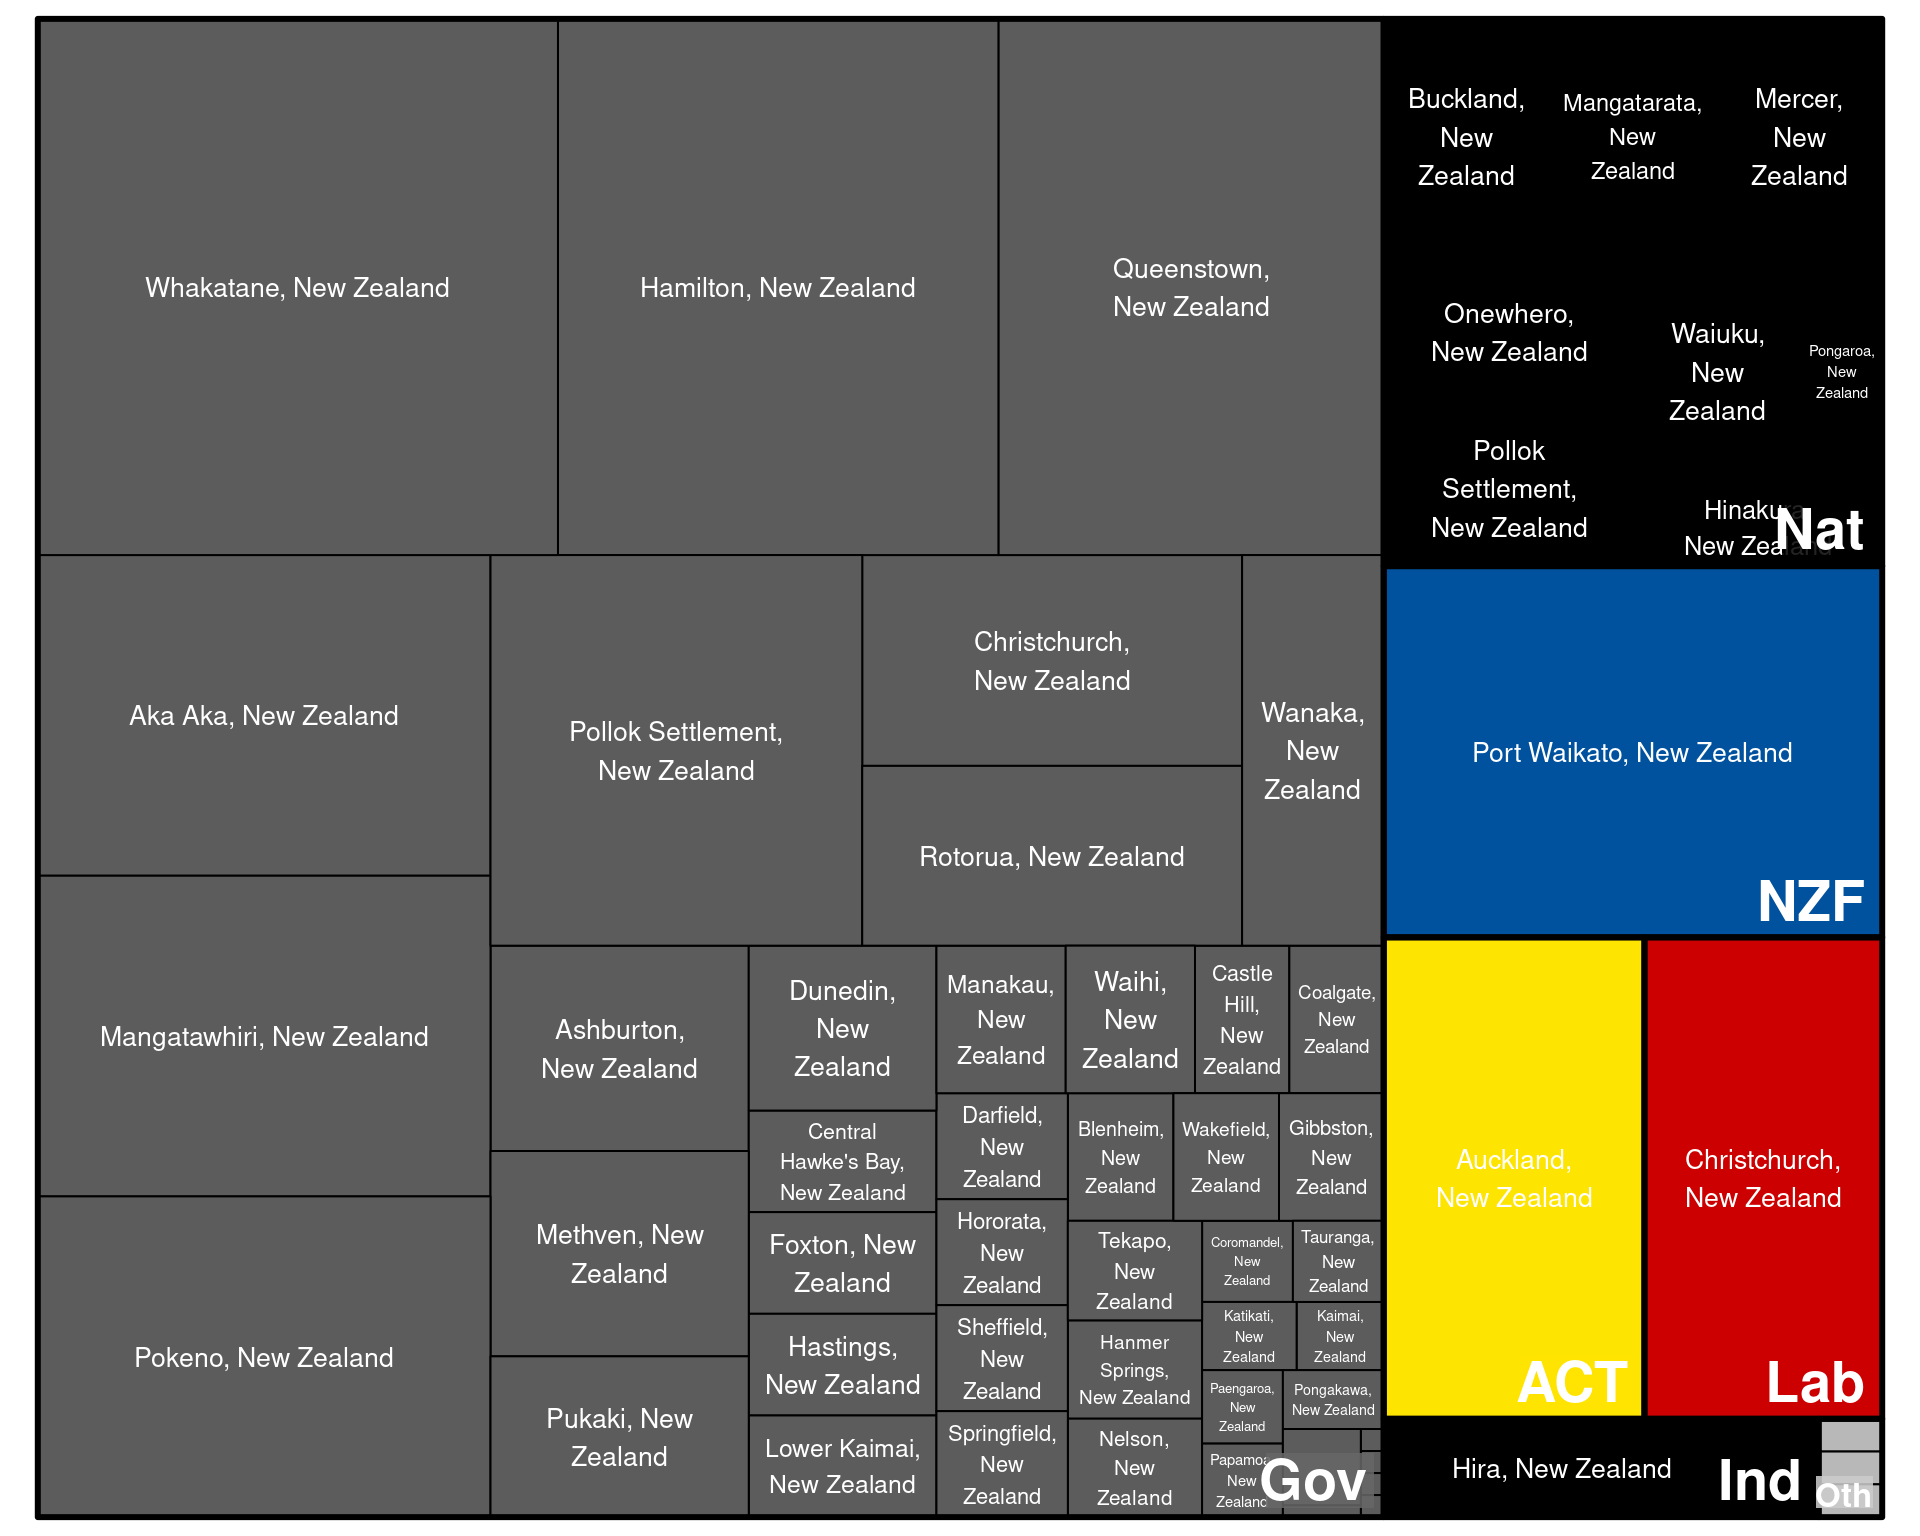 Whakatane, New Zealand
Hamilton, New Zealand
Queenstown,
New Zealand
Buckland,
New
Zealand
Mangatarata,
New
Zealand
Mercer,
New
Zealand
Onewhero,
New Zealand
Waiuku,
New
Zealand
Pongaroa,
New
Zealand
Pollok
Settlement,
New Zealand
Hinakura,
New Zealand
Nat
Aka Aka, New Zealand
Pollok Settlement,
New Zealand
Christchurch,
New Zealand
Rotorua, New Zealand
Wanaka,
New
Zealand
Port Waikato, New Zealand
NZF
Mangatawhiri, New Zealand
Pokeno, New Zealand
Ashburton,
New Zealand
Methven, New
Zealand
Pukaki, New
Zealand
Dunedin,
New
Zealand
Central
Hawke's Bay,
New Zealand
Foxton, New
Zealand
Hastings,
New Zealand
Lower Kaimai,
New Zealand
Manakau,
New
Zealand
Waihi,
New
Zealand
Castle
Hill,
New
Zealand
Coalgate,
New
Zealand
Darfield,
New
Zealand
Hororata,
New
Zealand
Sheffield,
New
Zealand
Springfield,
New
Zealand
Blenheim,
New
Zealand
Wakefield,
New
Zealand
Gibbston,
New
Zealand
Tekapo,
New
Zealand
Hanmer
Springs,
New Zealand
Nelson,
New
Zealand
Coromandel,
New
Zealand
Tauranga,
New
Zealand
Katikati,
New
Zealand
Kaimai,
New
Zealand
Paengaroa,
New
Zealand
Pongakawa,
New Zealand
Papamoa,
New
Zealand
Gov
Auckland,
New Zealand
ACT
Christchurch,
New Zealand
Lab
Hira, New Zealand
Ind
Oth